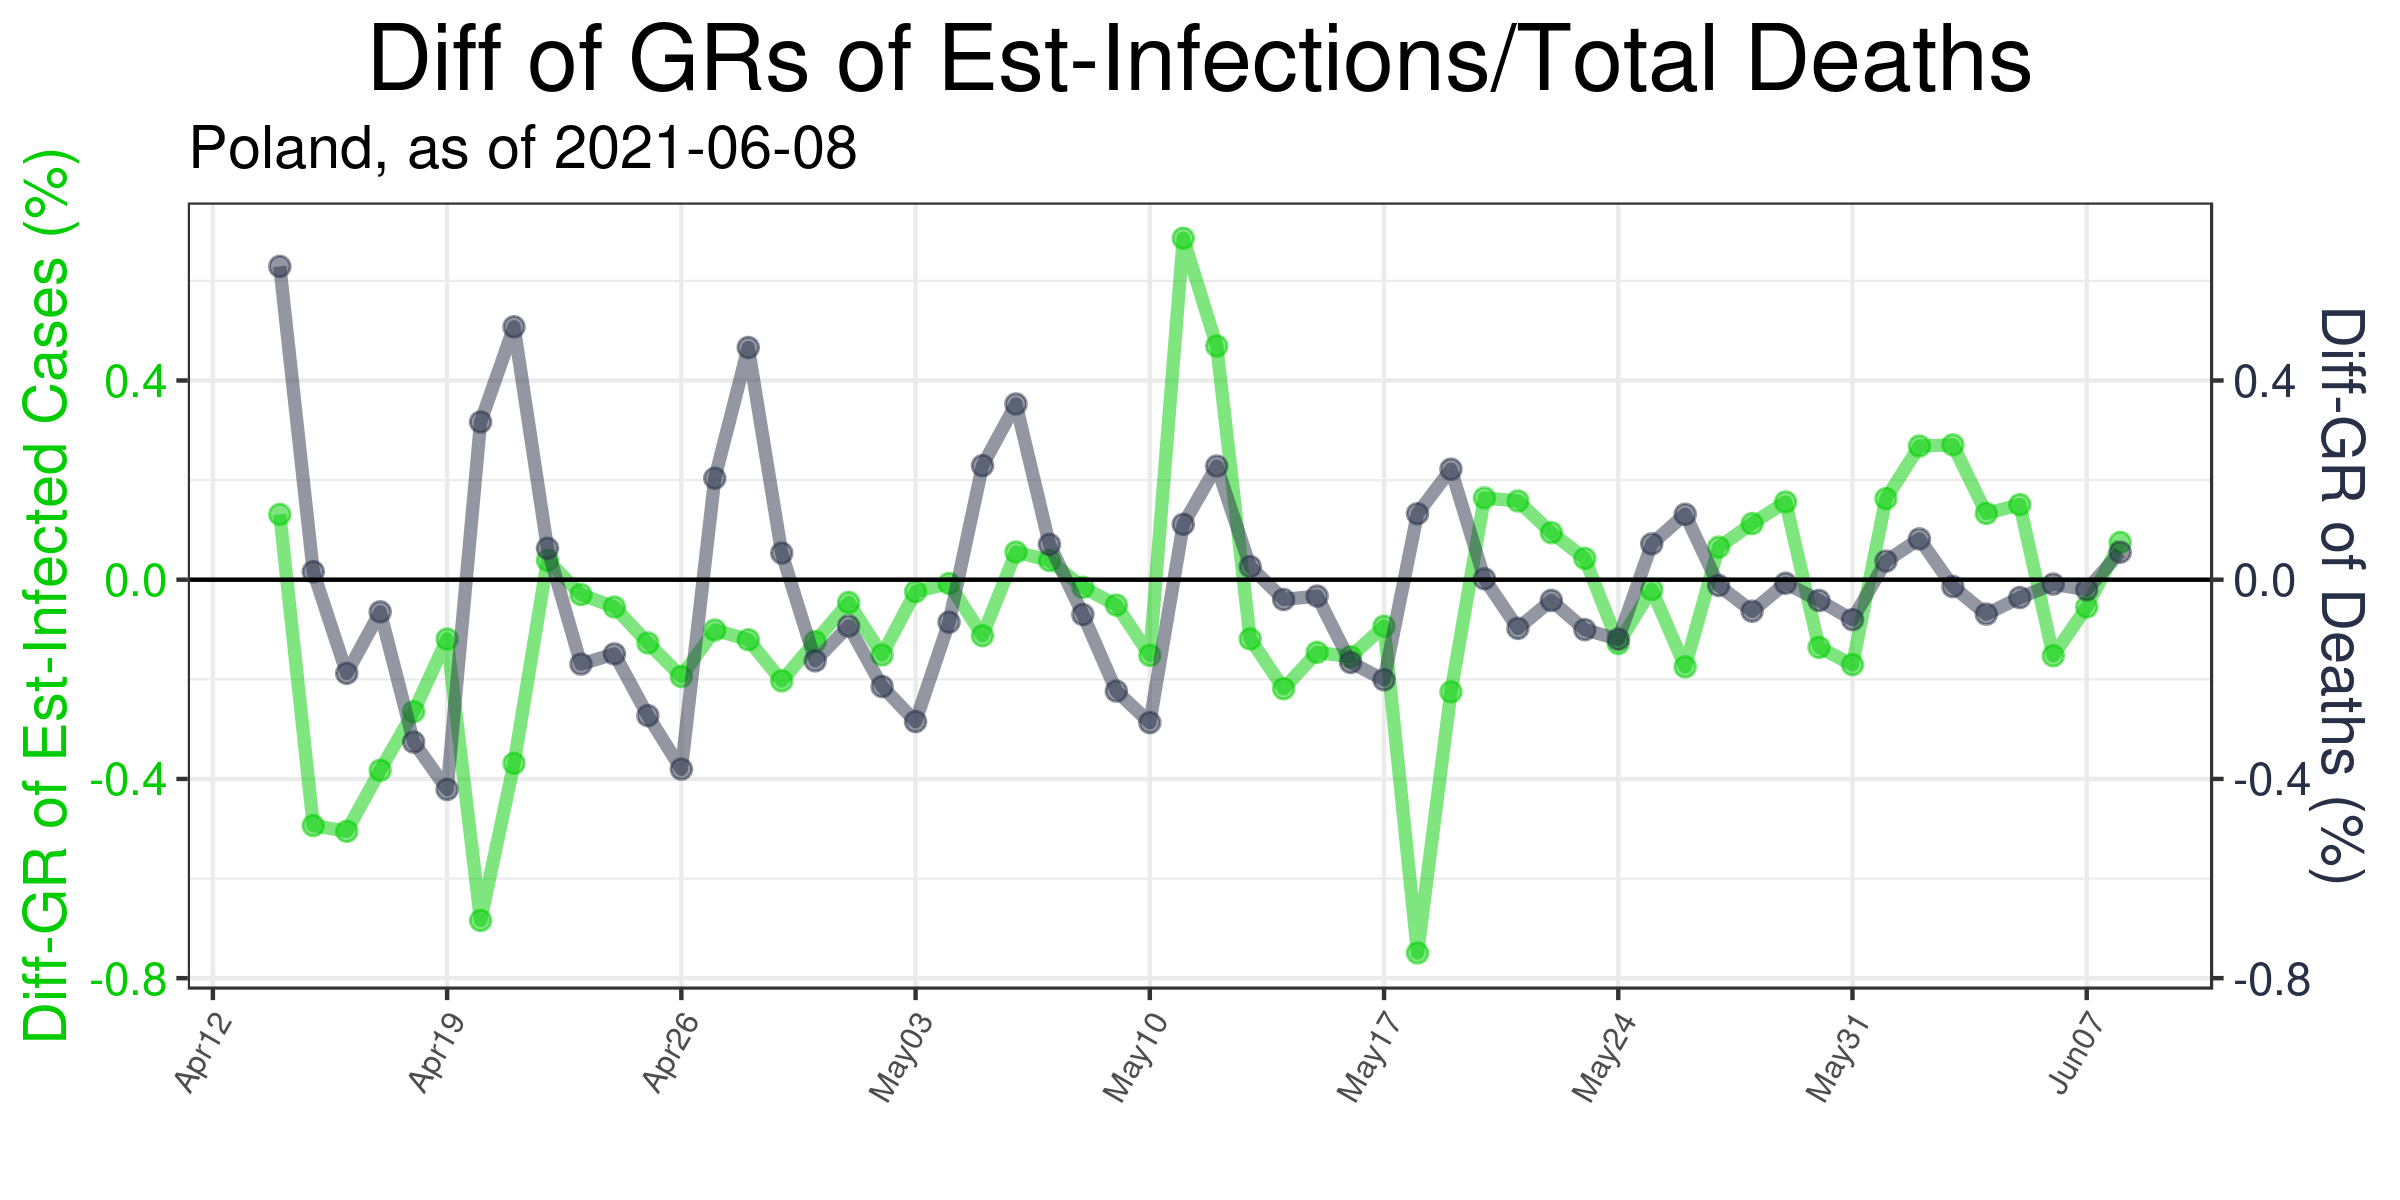 Diff of GRs of Est-Infections/Total Deaths
Poland, as of 2021-06-08
Diff-GR of Est-Infected Cases (%)
0.4
0.0
-0.4
-0.8
0.4
0.0
-0.4
-0.8
Diff-GR of Deaths (%)
Apr12
Apr19
Apr26
May03
May10
May17
May24
May31
Jun07